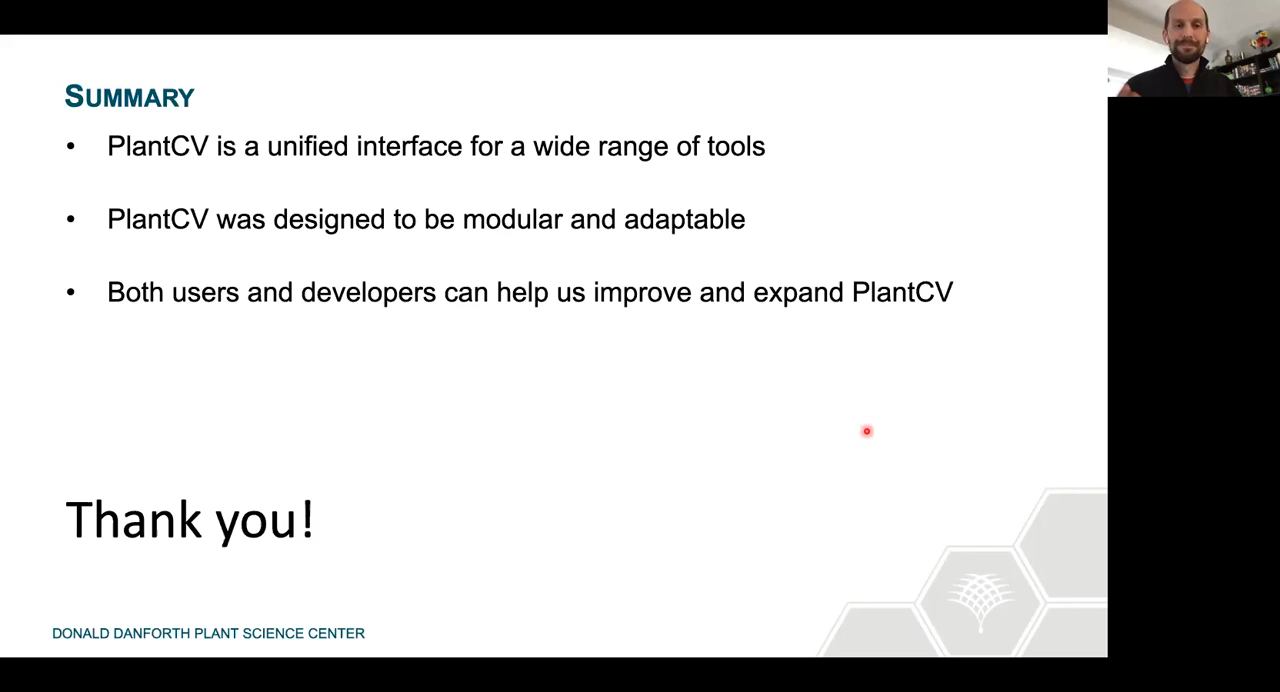 SUMMARY
• PlantCV is a unified interface for a wide range of tools
• PlantCV was designed to be modular and adaptable
• Both users and developers can help us improve and expand PlantCV
Thank you!
DONALD DANFORTH PLANT SCIENCE CENTER